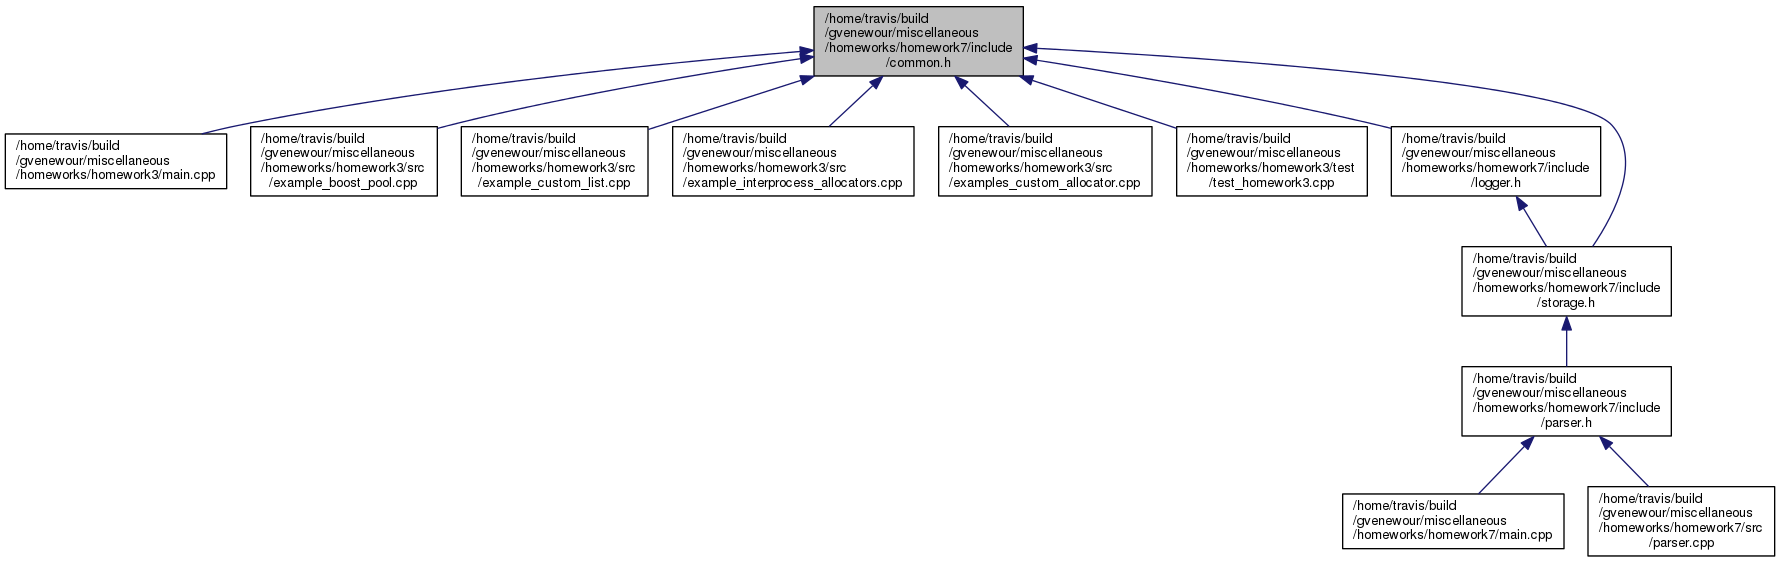 /home/travis/build
/gvenewour/miscellaneous
/homeworks/homework7/include
/common.h
/home/travis/build
/gvenewour/miscellaneous
/homeworks/homework3/main.cpp
/home/travis/build
/gvenewour/miscellaneous
/homeworks/homework3/src
/example_boost_pool.cpp
/home/travis/build
/gvenewour/miscellaneous
/homeworks/homework3/src
/example_custom_list.cpp
/home/travis/build
/gvenewour/miscellaneous
/homeworks/homework3/src
/example_interprocess_allocators.cpp
/home/travis/build
/gvenewour/miscellaneous
/homeworks/homework3/src
/examples_custom_allocator.cpp
/home/travis/build
/gvenewour/miscellaneous
/homeworks/homework3/test
/test_homework3.cpp
/home/travis/build
/gvenewour/miscellaneous
/homeworks/homework7/include
/logger.h
/home/travis/build
/gvenewour/miscellaneous
/homeworks/homework7/include
/storage.h
/home/travis/build
/gvenewour/miscellaneous
/homeworks/homework7/include
/parser.h
/home/travis/build
/gvenewour/miscellaneous
/homeworks/homework7/main.cpp
/home/travis/build
/gvenewour/miscellaneous
/homeworks/homework7/src
/parser.cpp